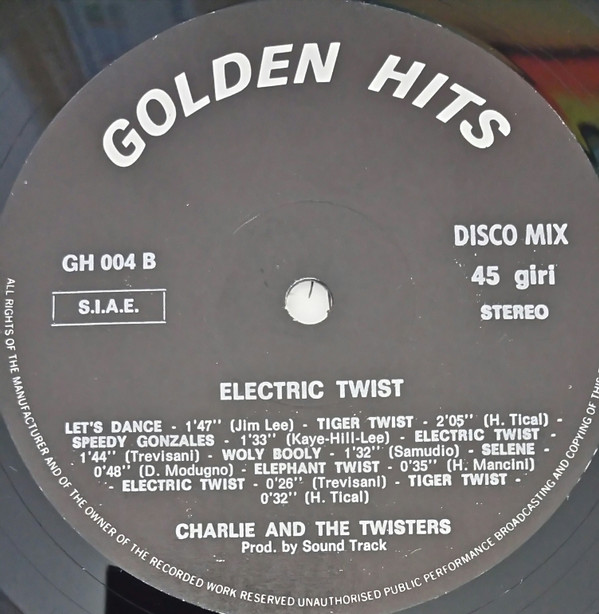 GOLDEN HITS
GH 004 B
S.I.A.E.
DISCO MIX
45 giri
STEREO
ELECTRIC TWIST
LET'S DANCE - 1'47'' (Jim Lee) - TIGER TWIST - 2'05'' (H. Tical) -
SPEEDY GONZALES - 1'33'' (Kaye-Hill-Lee) - ELECTRIC TWIST -
1'44'' (Trevisani) - WOLY BOOLY - 1'32'' (Samudio) - SELENE -
0'48'' (D. Modugno) - ELEPHANT TWIST - 0'35'' (H. Mancini)
- ELECTRIC TWIST - 0'26'' (Trevisani) - TIGER TWIST -
0'32'' (H. Tical)
CHARLIE AND THE TWISTERS
Prod. by Sound Track
ALL RIGHTS OF THE MANUFACTURER AND OF THE OWNER OF THE RECORDED WORK RESERVED UNAUTHORISED PUBLIC PERFORMANCE BROADCASTING AND COPYING OF THIS